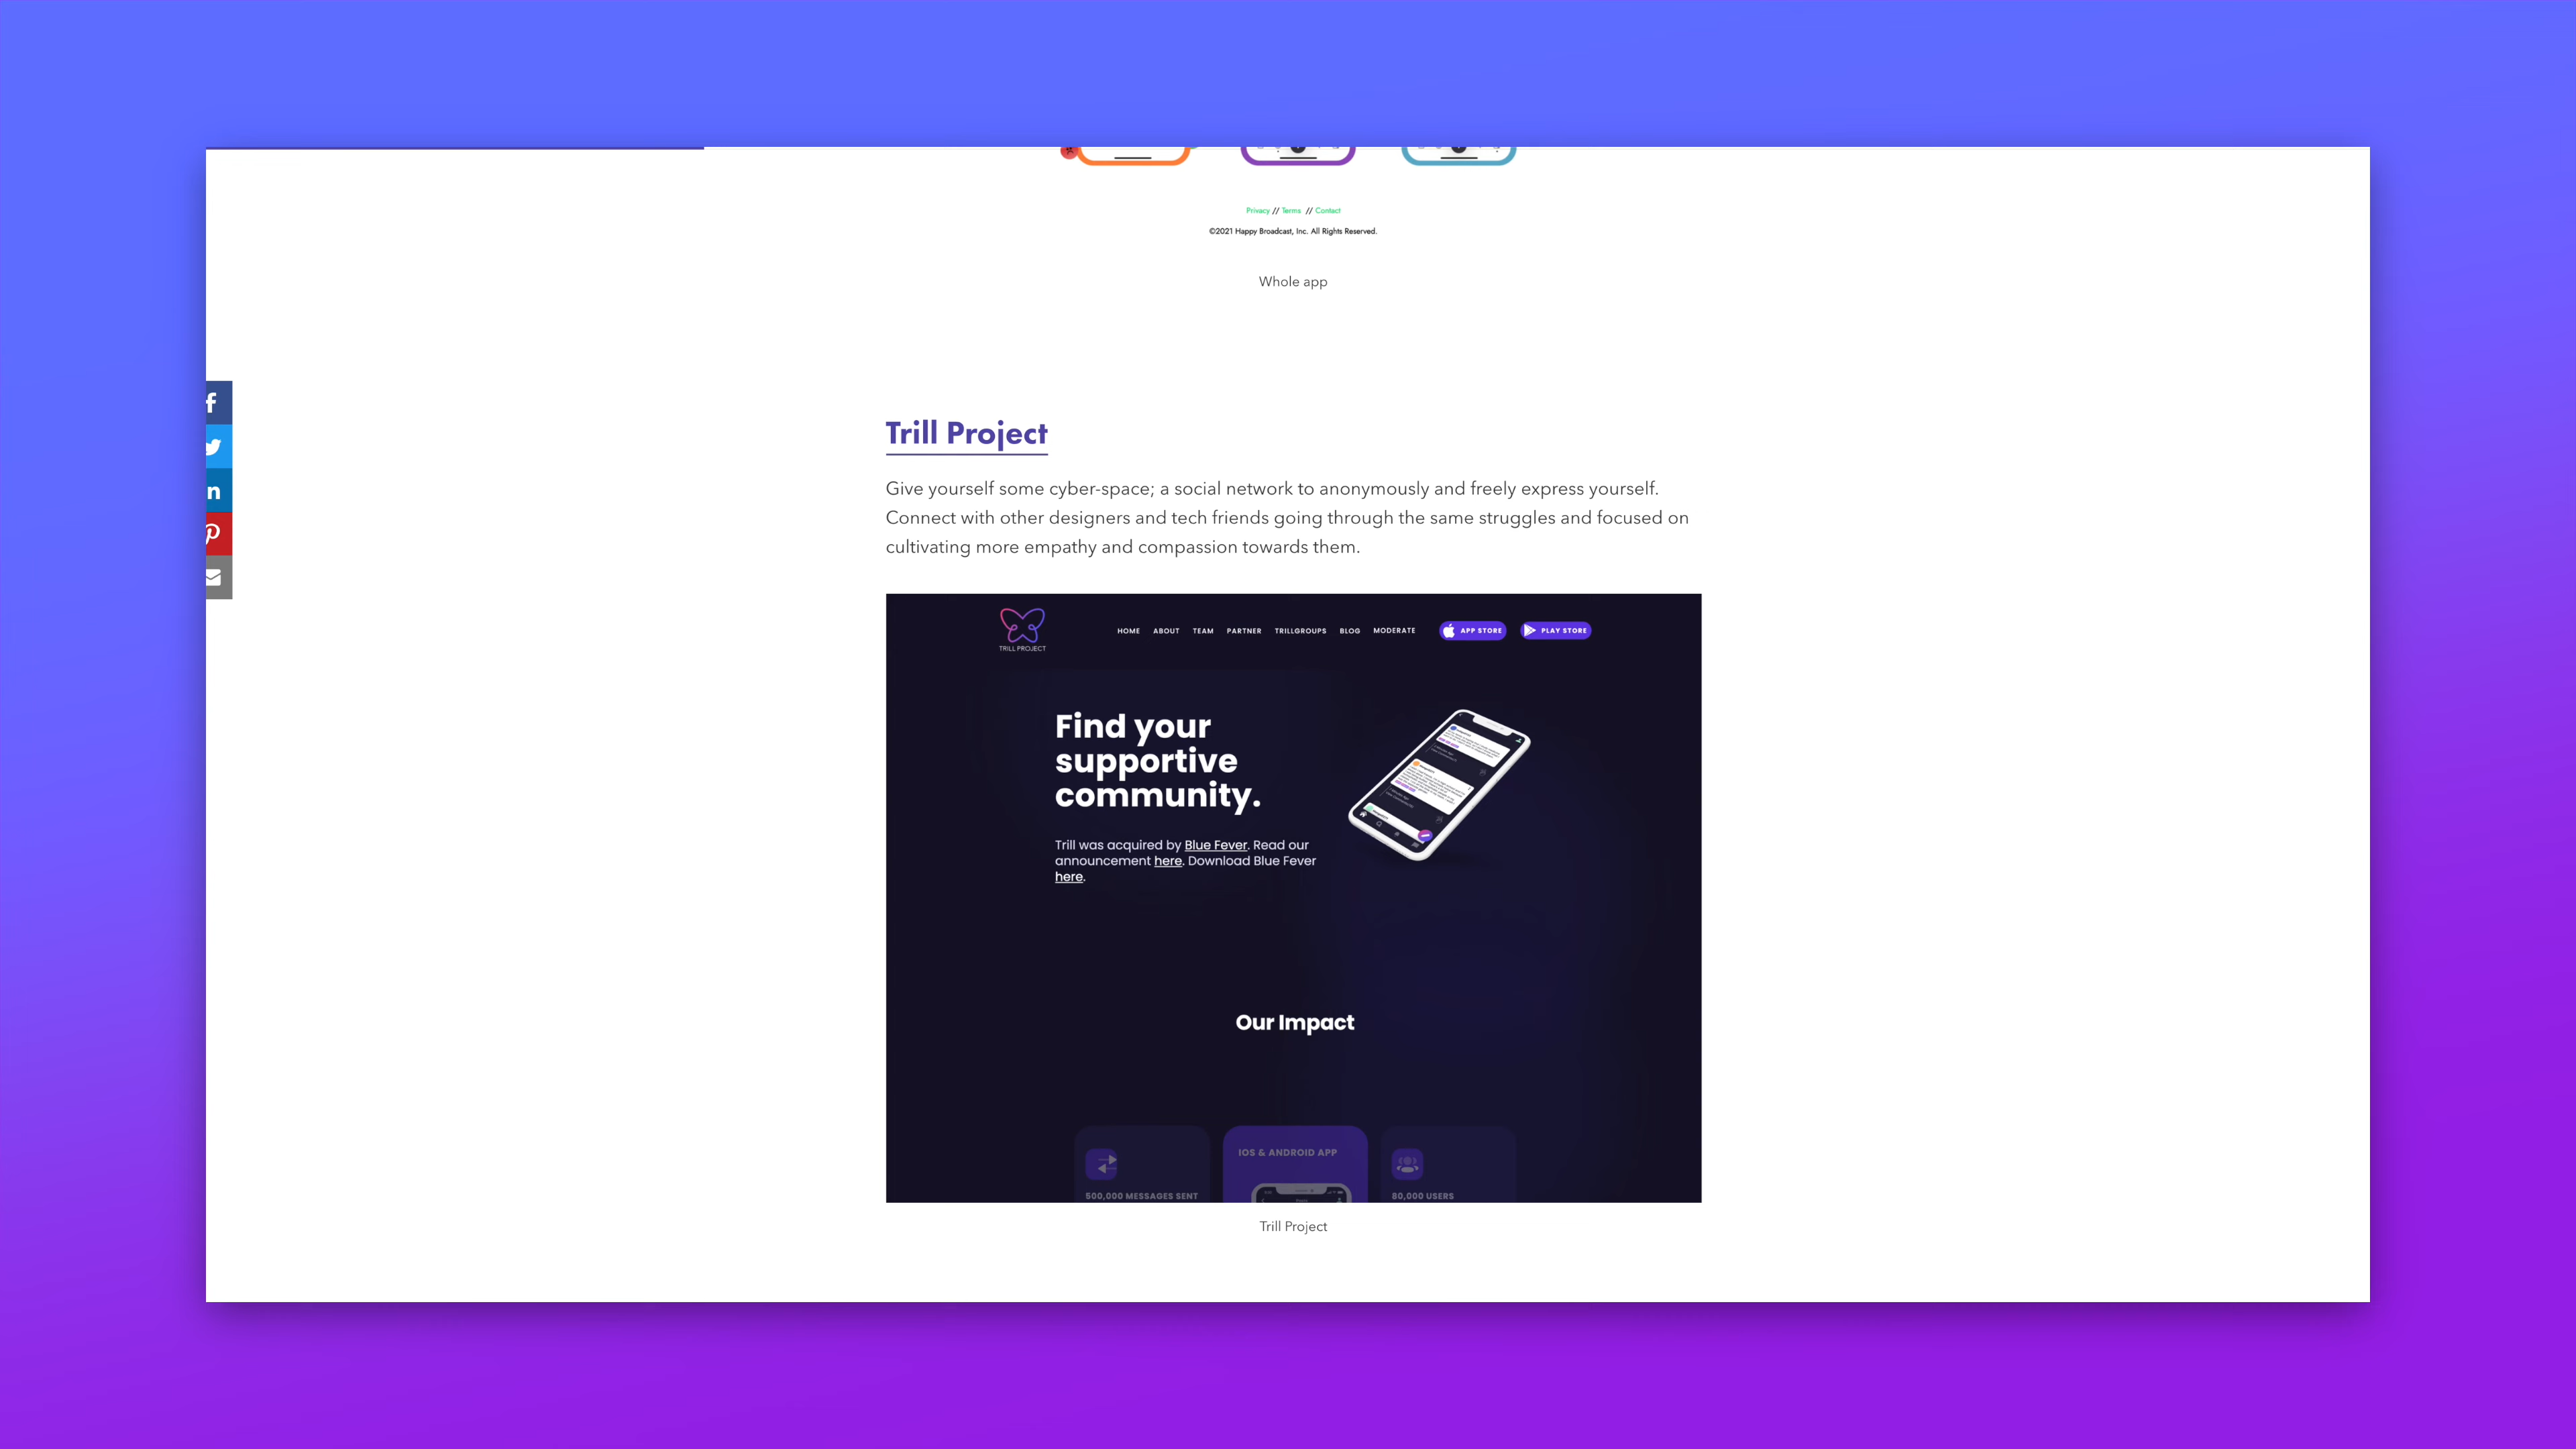 Privacy // Terms // Contact
©2021 Happy Broadcast, Inc. All Rights Reserved.
Whole app
Trill Project
Give yourself some cyber-space; a social network to anonymously and freely express yourself.
Connect with other designers and tech friends going through the same struggles and focused on
cultivating more empathy and compassion towards them.
TRILL PROJECT
HOME ABOUT TEAM PARTNER TRILLGROUPS BLOG MODERATE APP STORE PLAY STORE
Find your
supportive
community.
Trill was acquired by Blue Fever. Read our
announcement here. Download Blue Fever
here.
Our Impact
IOS & ANDROID APP
500,000 MESSAGES SENT
80,000 USERS
Trill Project